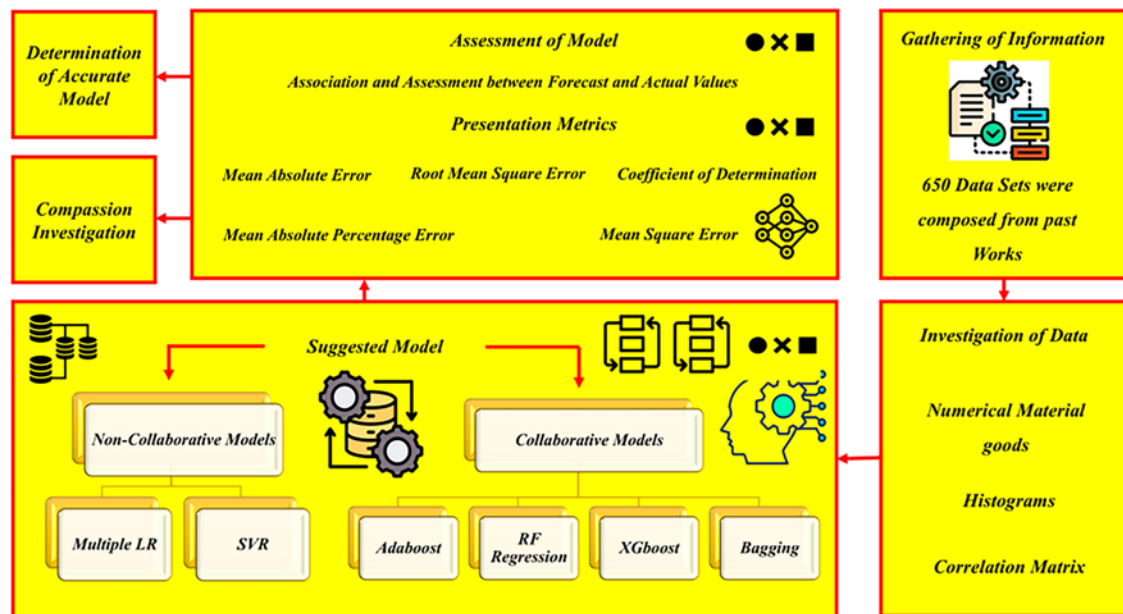 Determination
of Accurate
Model
Compassion
Investigation
Assessment of Model
Association and Assessment between Forecast and Actual Values
Presentation Metrics
Mean Absolute Error
Root Mean Square Error
Coefficient of Determination
Mean Absolute Percentage Error
Mean Square Error
Gathering of Information
650 Data Sets were
composed from past
Works
Suggested Model
Non-Collaborative Models
Multiple LR
SVR
Collaborative Models
Adaboost
RF
Regression
XGboost
Bagging
Investigation of Data
Numerical Material
goods
Histograms
Correlation Matrix